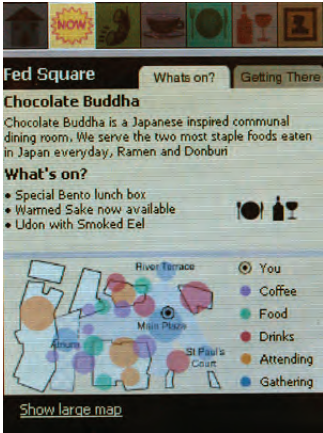 NOW
Fed Square
Whats on?
Getting There
Chocolate Buddha
Chocolate Buddha is a Japanese inspired communal
dining room. We serve the two most staple foods eaten
in Japan everyday, Ramen and Donburi
What's on?
• Special Bento lunch box
• Warmed Sake now available
• Udon with Smoked Eel
River Terrace
Main Plaza
Atrium
St Paul's
Court
You
Coffee
Food
Drinks
Attending
Gathering
Show large map